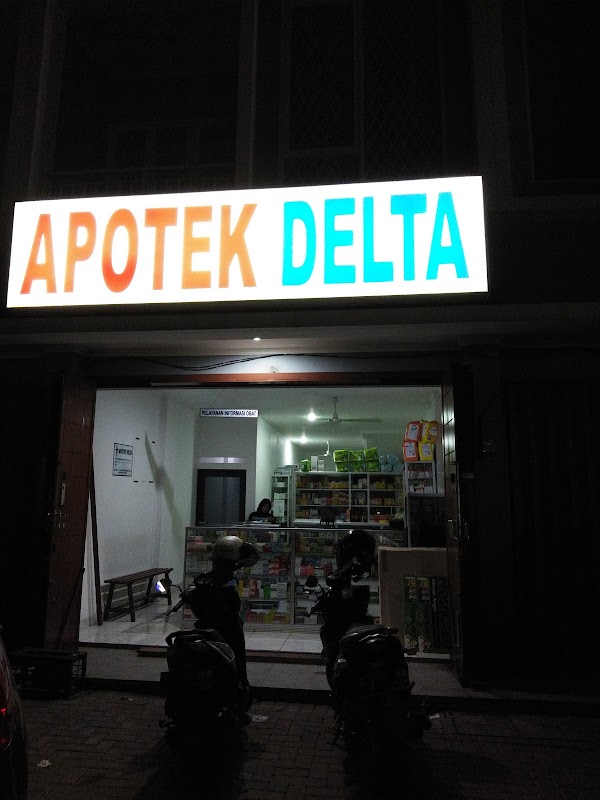 APOTEK DELTA
PELAYANAN INFORMASI OBAT